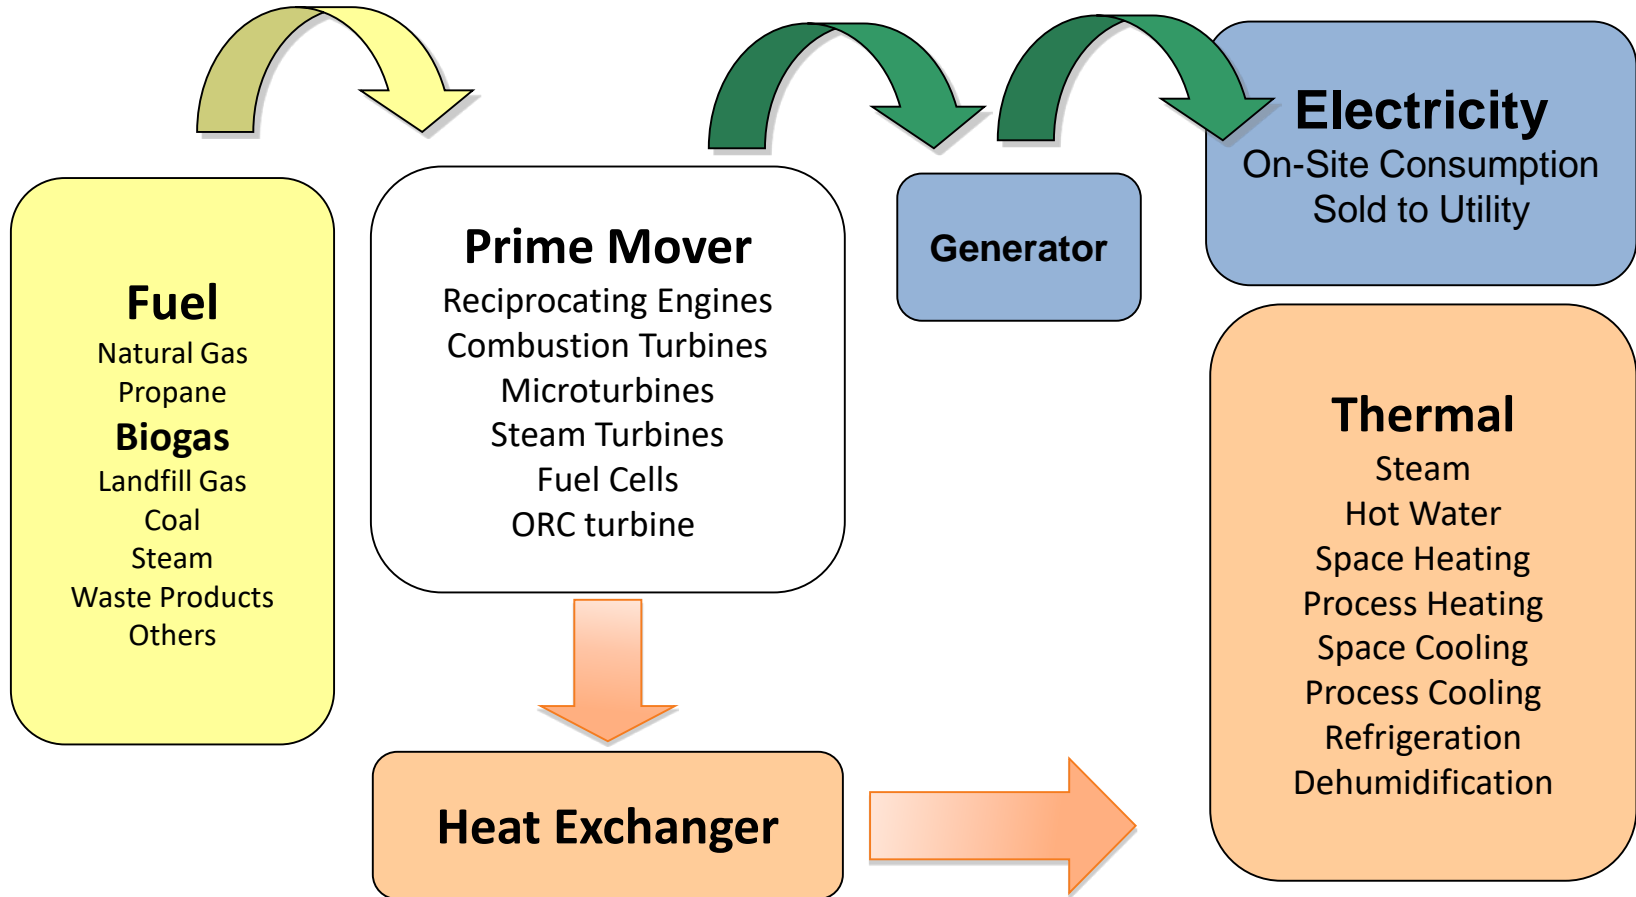 Fuel
Natural Gas
Propane
Biogas
Landfill Gas
Coal
Steam
Waste Products
Others
Prime Mover
Reciprocating Engines
Combustion Turbines
Microturbines
Steam Turbines
Fuel Cells
ORC turbine
Generator
Electricity
On-Site Consumption
Sold to Utility
Heat Exchanger
Thermal
Steam
Hot Water
Space Heating
Process Heating
Space Cooling
Process Cooling
Refrigeration
Dehumidification